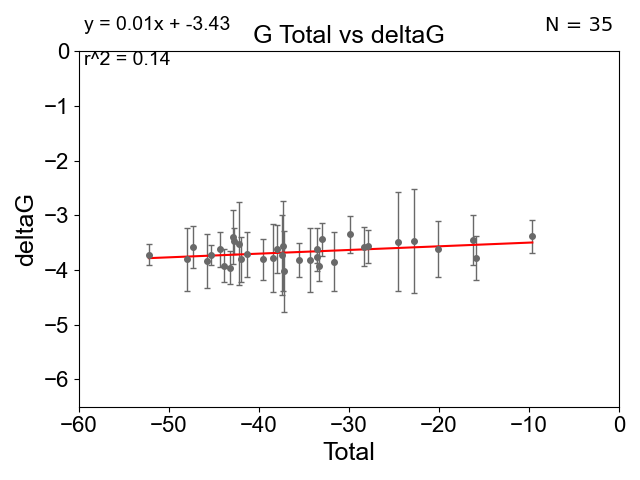 y = 0.01x + -3.43
N = 35
G Total vs deltaG
r^2 = 0.14
deltaG
0
−1
−2
−3
−4
−5
−6
−60
−50
−40
−30
−20
−10
0
Total